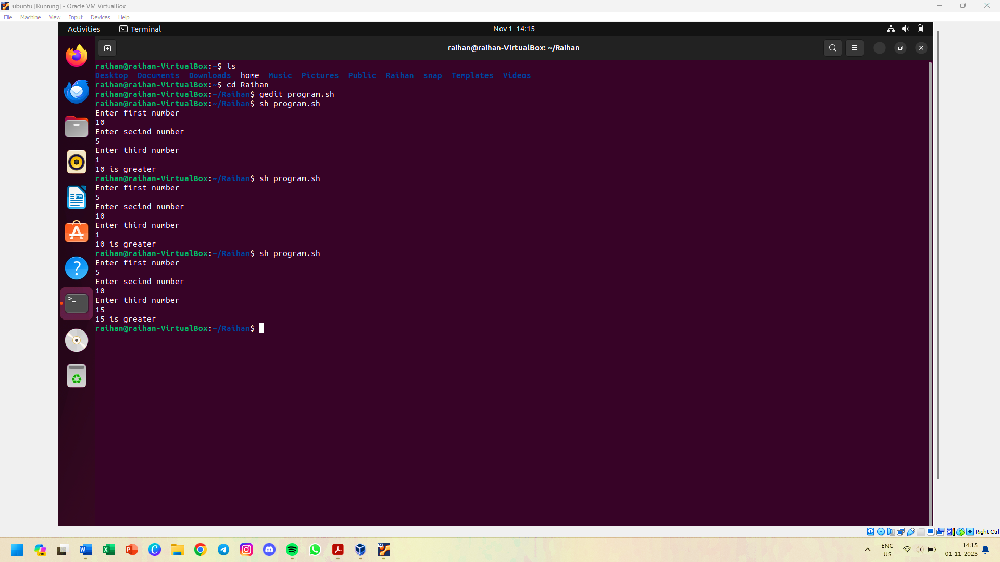 ubuntu [Running] - Oracle VM VirtualBox
File Machine View Input Devices Help
Activities Terminal Nov 1 14:15
raihan@raihan-VirtualBox: ~/Raihan
raihan@raihan-VirtualBox:~$ ls
Desktop Documents Downloads home Music Pictures Public Raihan snap Templates Videos
raihan@raihan-VirtualBox:~$ cd Raihan
raihan@raihan-VirtualBox:~/Raihan$ gedit program.sh
raihan@raihan-VirtualBox:~/Raihan$ sh program.sh
Enter first number
10
Enter secind number
5
Enter third number
1
10 is greater
raihan@raihan-VirtualBox:~/Raihan$ sh program.sh
Enter first number
5
Enter secind number
10
Enter third number
1
10 is greater
raihan@raihan-VirtualBox:~/Raihan$ sh program.sh
Enter first number
5
Enter secind number
10
Enter third number
15
15 is greater
raihan@raihan-VirtualBox:~/Raihan$
Right Ctrl
PRE
ENG
US
14:15
01-11-2023